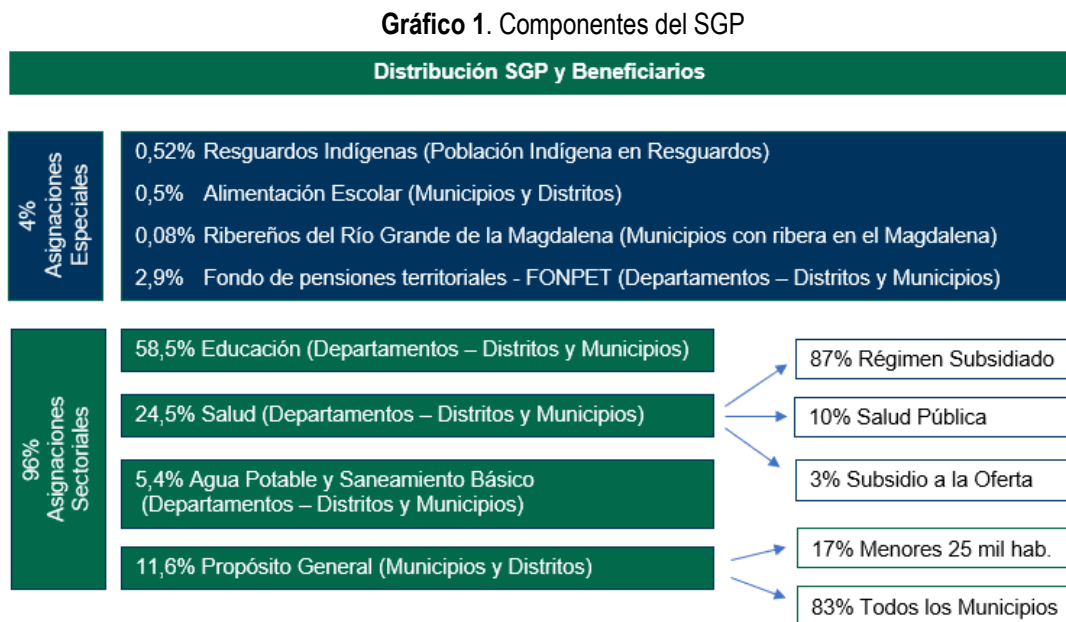 Gráfico 1. Componentes del SGP
Distribución SGP y Beneficiarios
4%
Asignaciones
Especiales
0,52% Resguardos Indígenas (Población Indígena en Resguardos)
0,5% Alimentación Escolar (Municipios y Distritos)
0,08% Ribereños del Río Grande de la Magdalena (Municipios con ribera en el Magdalena)
2,9% Fondo de pensiones territoriales - FONPET (Departamentos – Distritos y Municipios)
96%
Asignaciones
Sectoriales
58,5% Educación (Departamentos – Distritos y Municipios)
24,5% Salud (Departamentos – Distritos y Municipios)
87% Régimen Subsidiado
10% Salud Pública
3% Subsidio a la Oferta
5,4% Agua Potable y Saneamiento Básico
(Departamentos – Distritos y Municipios)
11,6% Propósito General (Municipios y Distritos)
17% Menores 25 mil hab.
83% Todos los Municipios